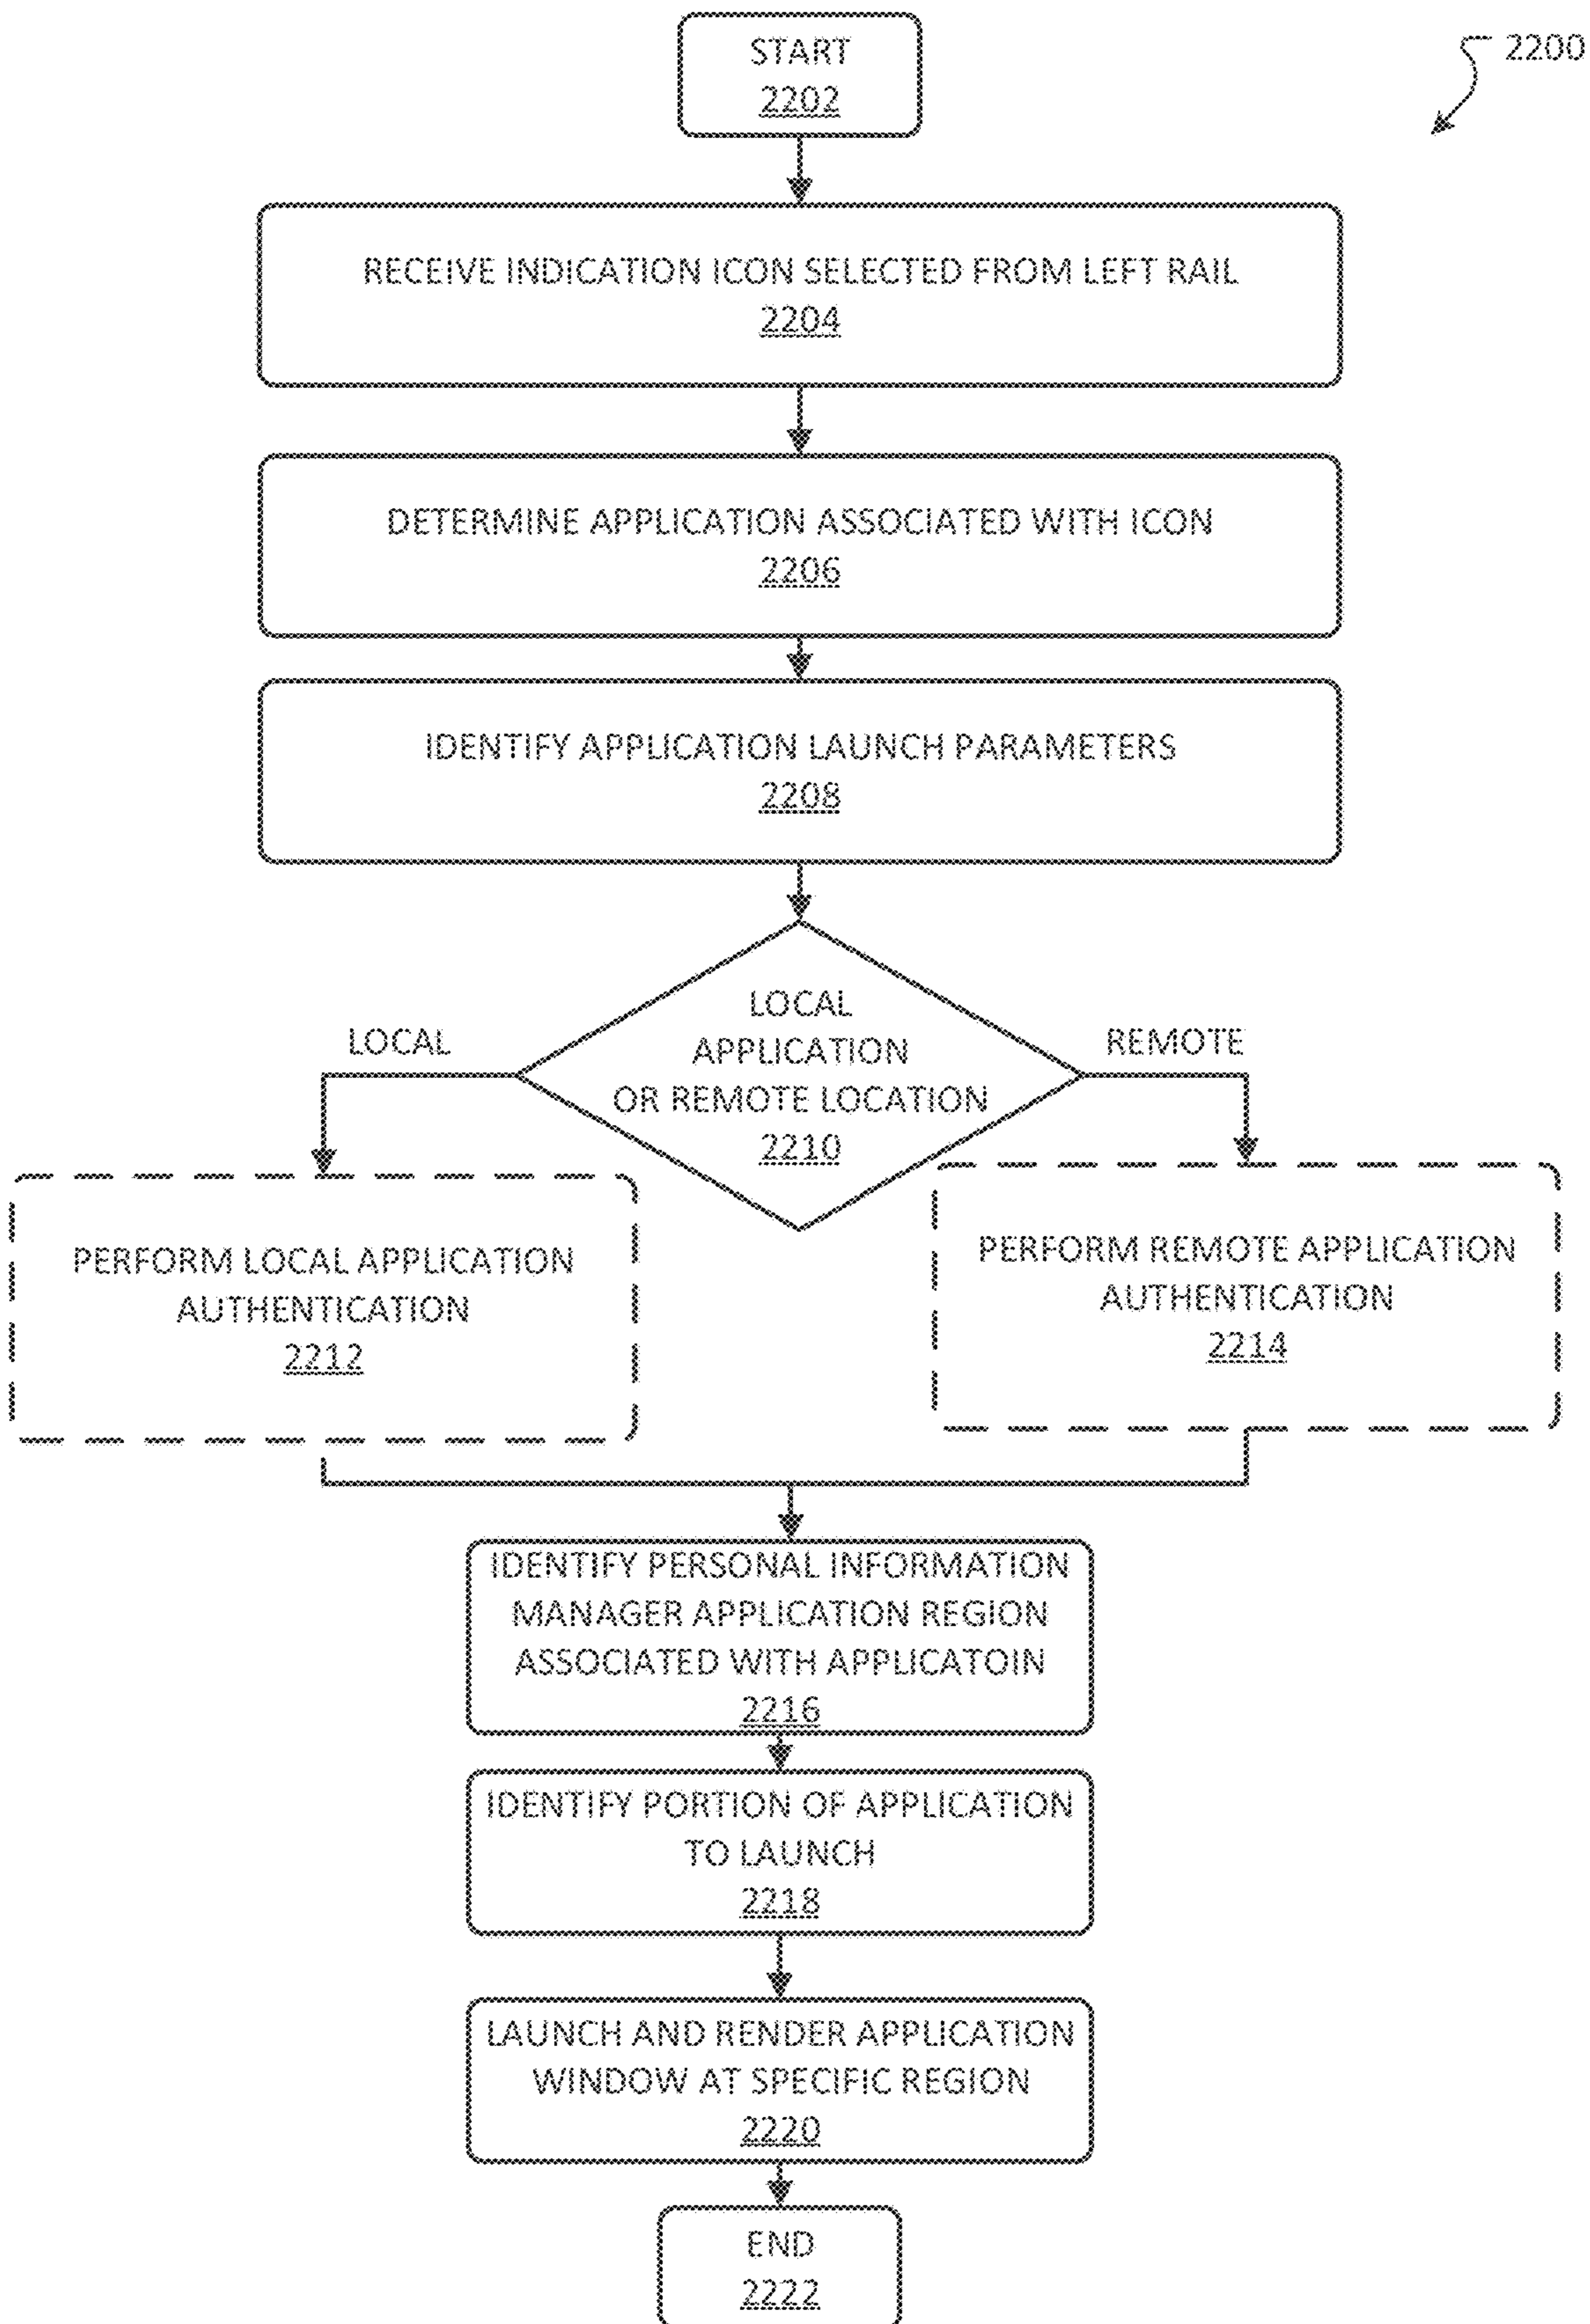 START
2202
2200
RECEIVE INDICATION ICON SELECTED FROM LEFT RAIL
2204
DETERMINE APPLICATION ASSOCIATED WITH ICON
2206
IDENTIFY APPLICATION LAUNCH PARAMETERS
2208
LOCAL
APPLICATION
OR REMOTE LOCATION
2210
LOCAL
REMOTE
PERFORM LOCAL APPLICATION
AUTHENTICATION
2212
PERFORM REMOTE APPLICATION
AUTHENTICATION
2214
IDENTIFY PERSONAL INFORMATION
MANAGER APPLICATION REGION
ASSOCIATED WITH APPLICATOIN
2216
IDENTIFY PORTION OF APPLICATION
TO LAUNCH
2218
LAUNCH AND RENDER APPLICATION
WINDOW AT SPECIFIC REGION
2220
END
2222